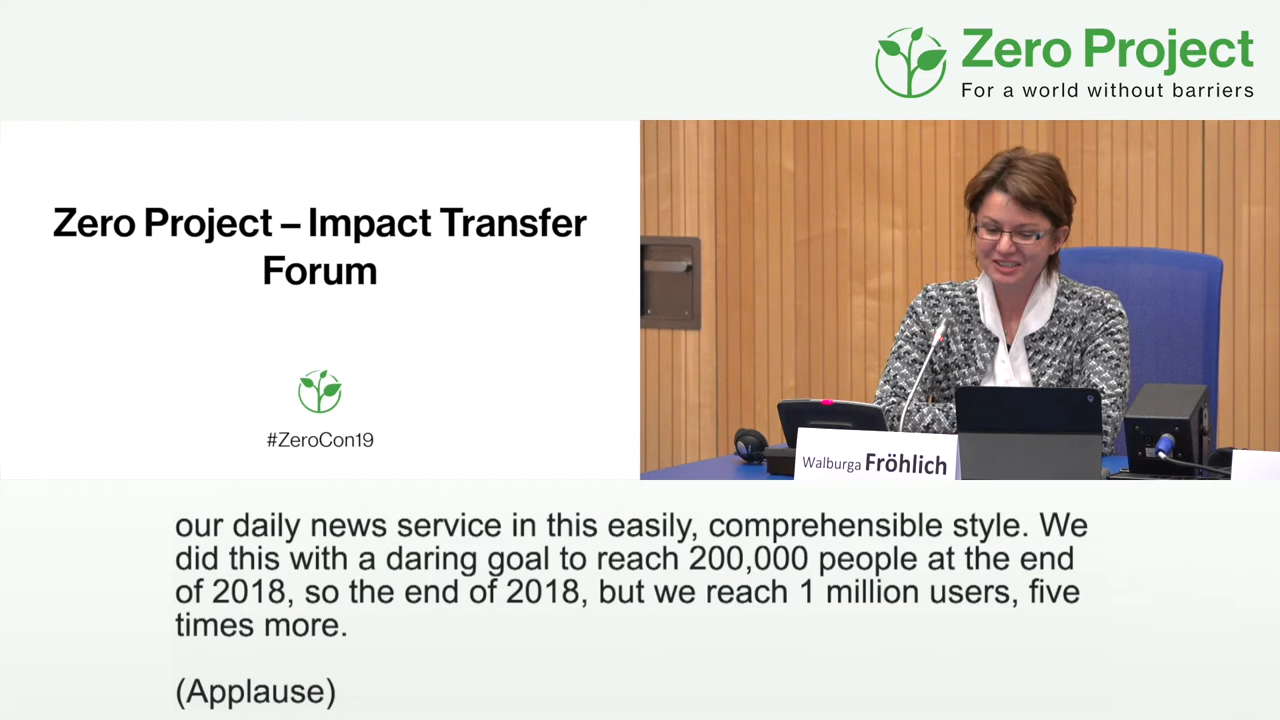 Zero Project
For a world without barriers
Zero Project – Impact Transfer
Forum
#ZeroCon19
Walburga Fröhlich
our daily news service in this easily, comprehensible style. We
did this with a daring goal to reach 200,000 people at the end
of 2018, so the end of 2018, but we reach 1 million users, five
times more.
(Applause)